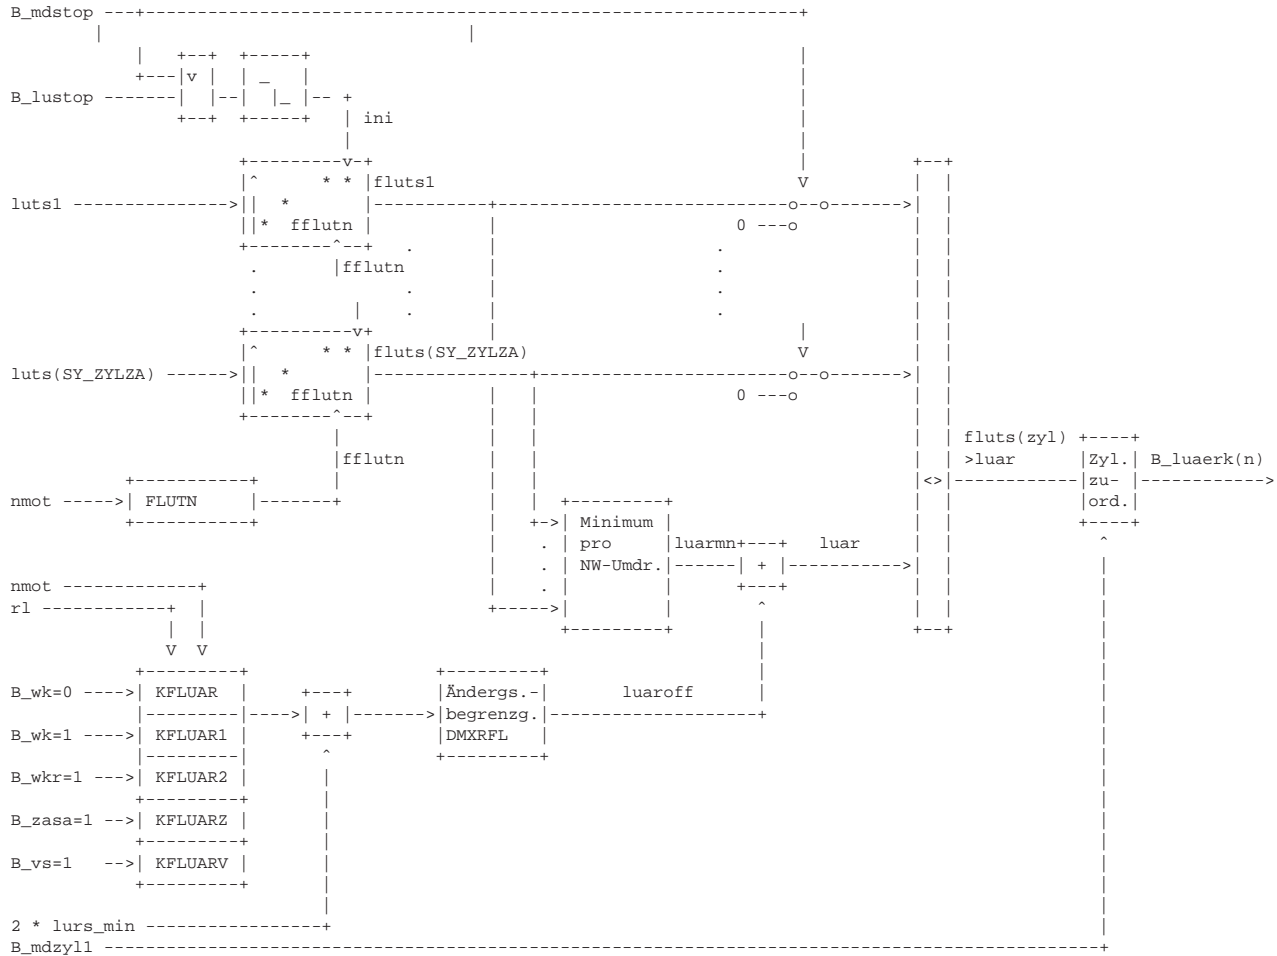 B_mdstop
v
B_lustop
ini
v
^ * * fluts1 V
luts1 *
* fflutn 0
^
fflutn
v
^ * * fluts(SY_ZYLZA) V
luts(SY_ZYLZA) *
* fflutn 0
^
fluts(zyl)
fflutn >luar Zyl. B_luaerk(n)
<> zu-
nmot FLUTN ord.
Minimum
pro luarmn luar ^
NW-Umdr. +
nmot
rl
^
V V
B_wk=0 KFLUAR Ändergs.- luaroff
+ begrenzg.
B_wk=1 KFLUAR1 DMXRFL
^
B_wkr=1 KFLUAR2
B_zasa=1 KFLUARZ
B_vs=1 KFLUARV
2 * lurs_min
B_mdzyl1